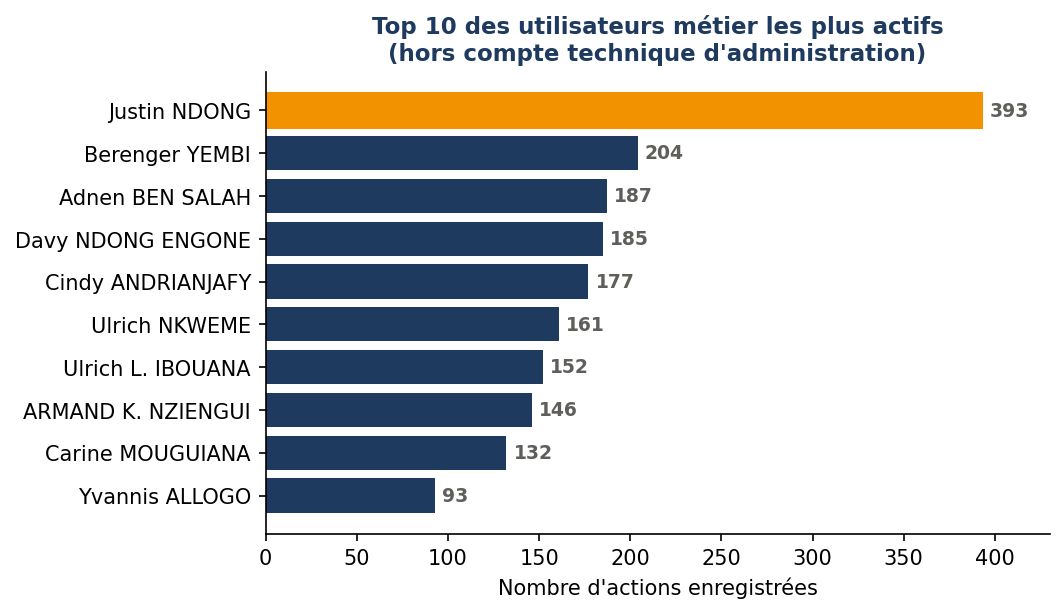 Top 10 des utilisateurs métier les plus actifs
(hors compte technique d'administration)
Justin NDONG 393
Berenger YEMBI 204
Adnen BEN SALAH 187
Davy NDONG ENGONE 185
Cindy ANDRIANJAFY 177
Ulrich NKWEME 161
Ulrich L. IBOUANA 152
ARMAND K. NZIENGUI 146
Carine MOUGUIANA 132
Yvannis ALLOGO 93
0 50 100 150 200 250 300 350 400
Nombre d'actions enregistrées